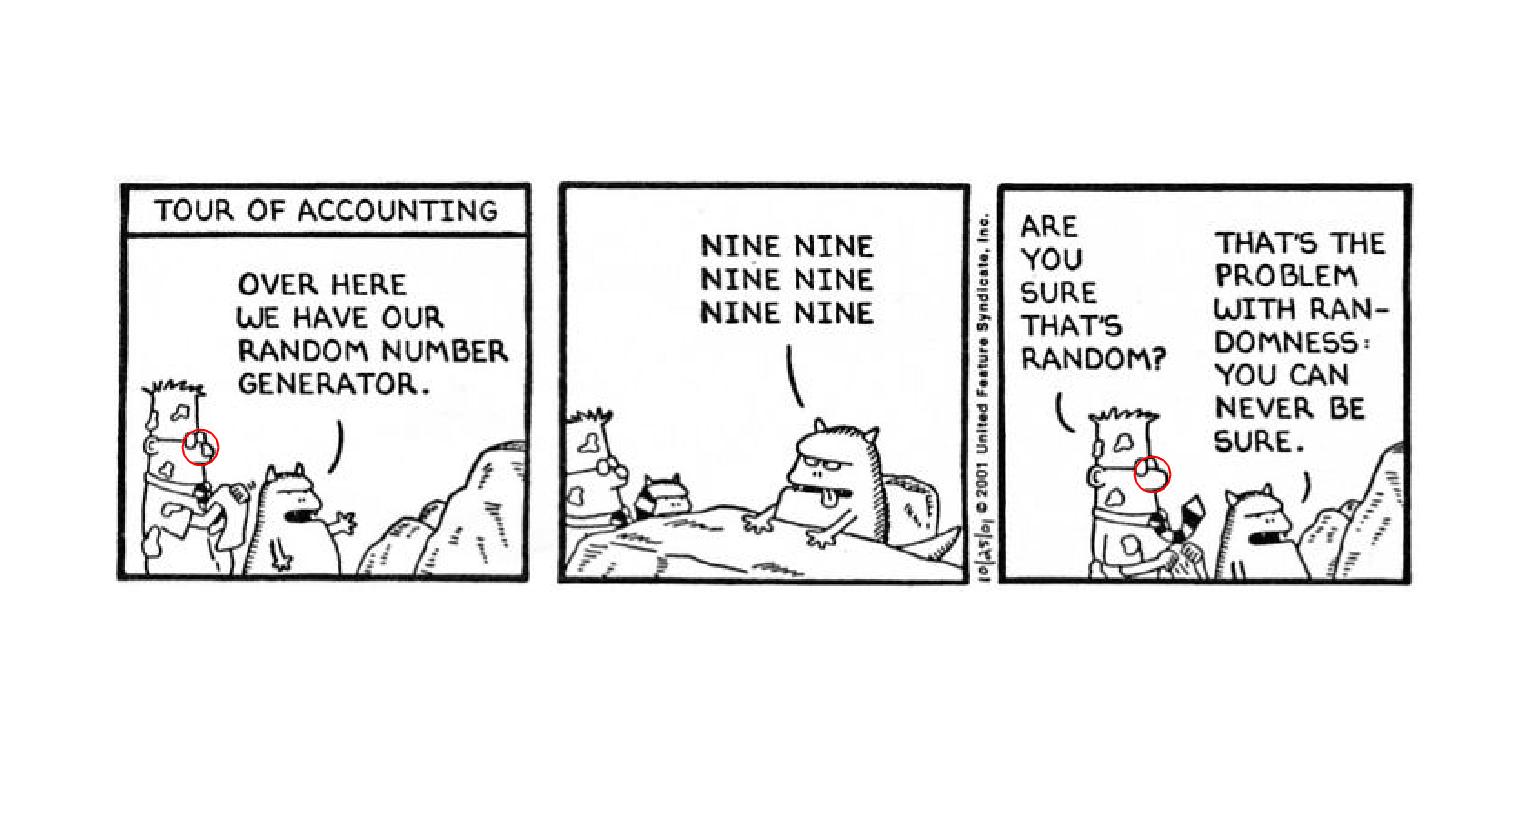 TOUR OF ACCOUNTING
OVER HERE
WE HAVE OUR
RANDOM NUMBER
GENERATOR.
NINE NINE
NINE NINE
NINE NINE
10/25/01 © 2001 United Feature Syndicate, Inc.
ARE
YOU
SURE
THAT'S
RANDOM?
THAT'S THE
PROBLEM
WITH RAN-
DOMNESS:
YOU CAN
NEVER BE
SURE.